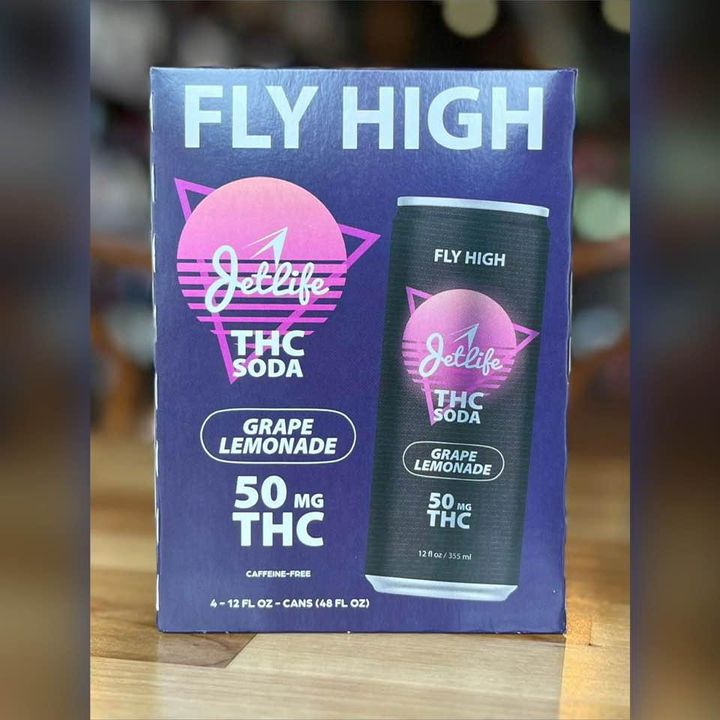 FLY HIGH
JetLife
THC
SODA
GRAPE
LEMONADE
50 MG
THC
CAFFEINE-FREE
4 - 12 FL OZ - CANS (48 FL OZ)
FLY HIGH
JetLife
THC
SODA
GRAPE
LEMONADE
50 MG
THC
12 fl oz / 355 ml